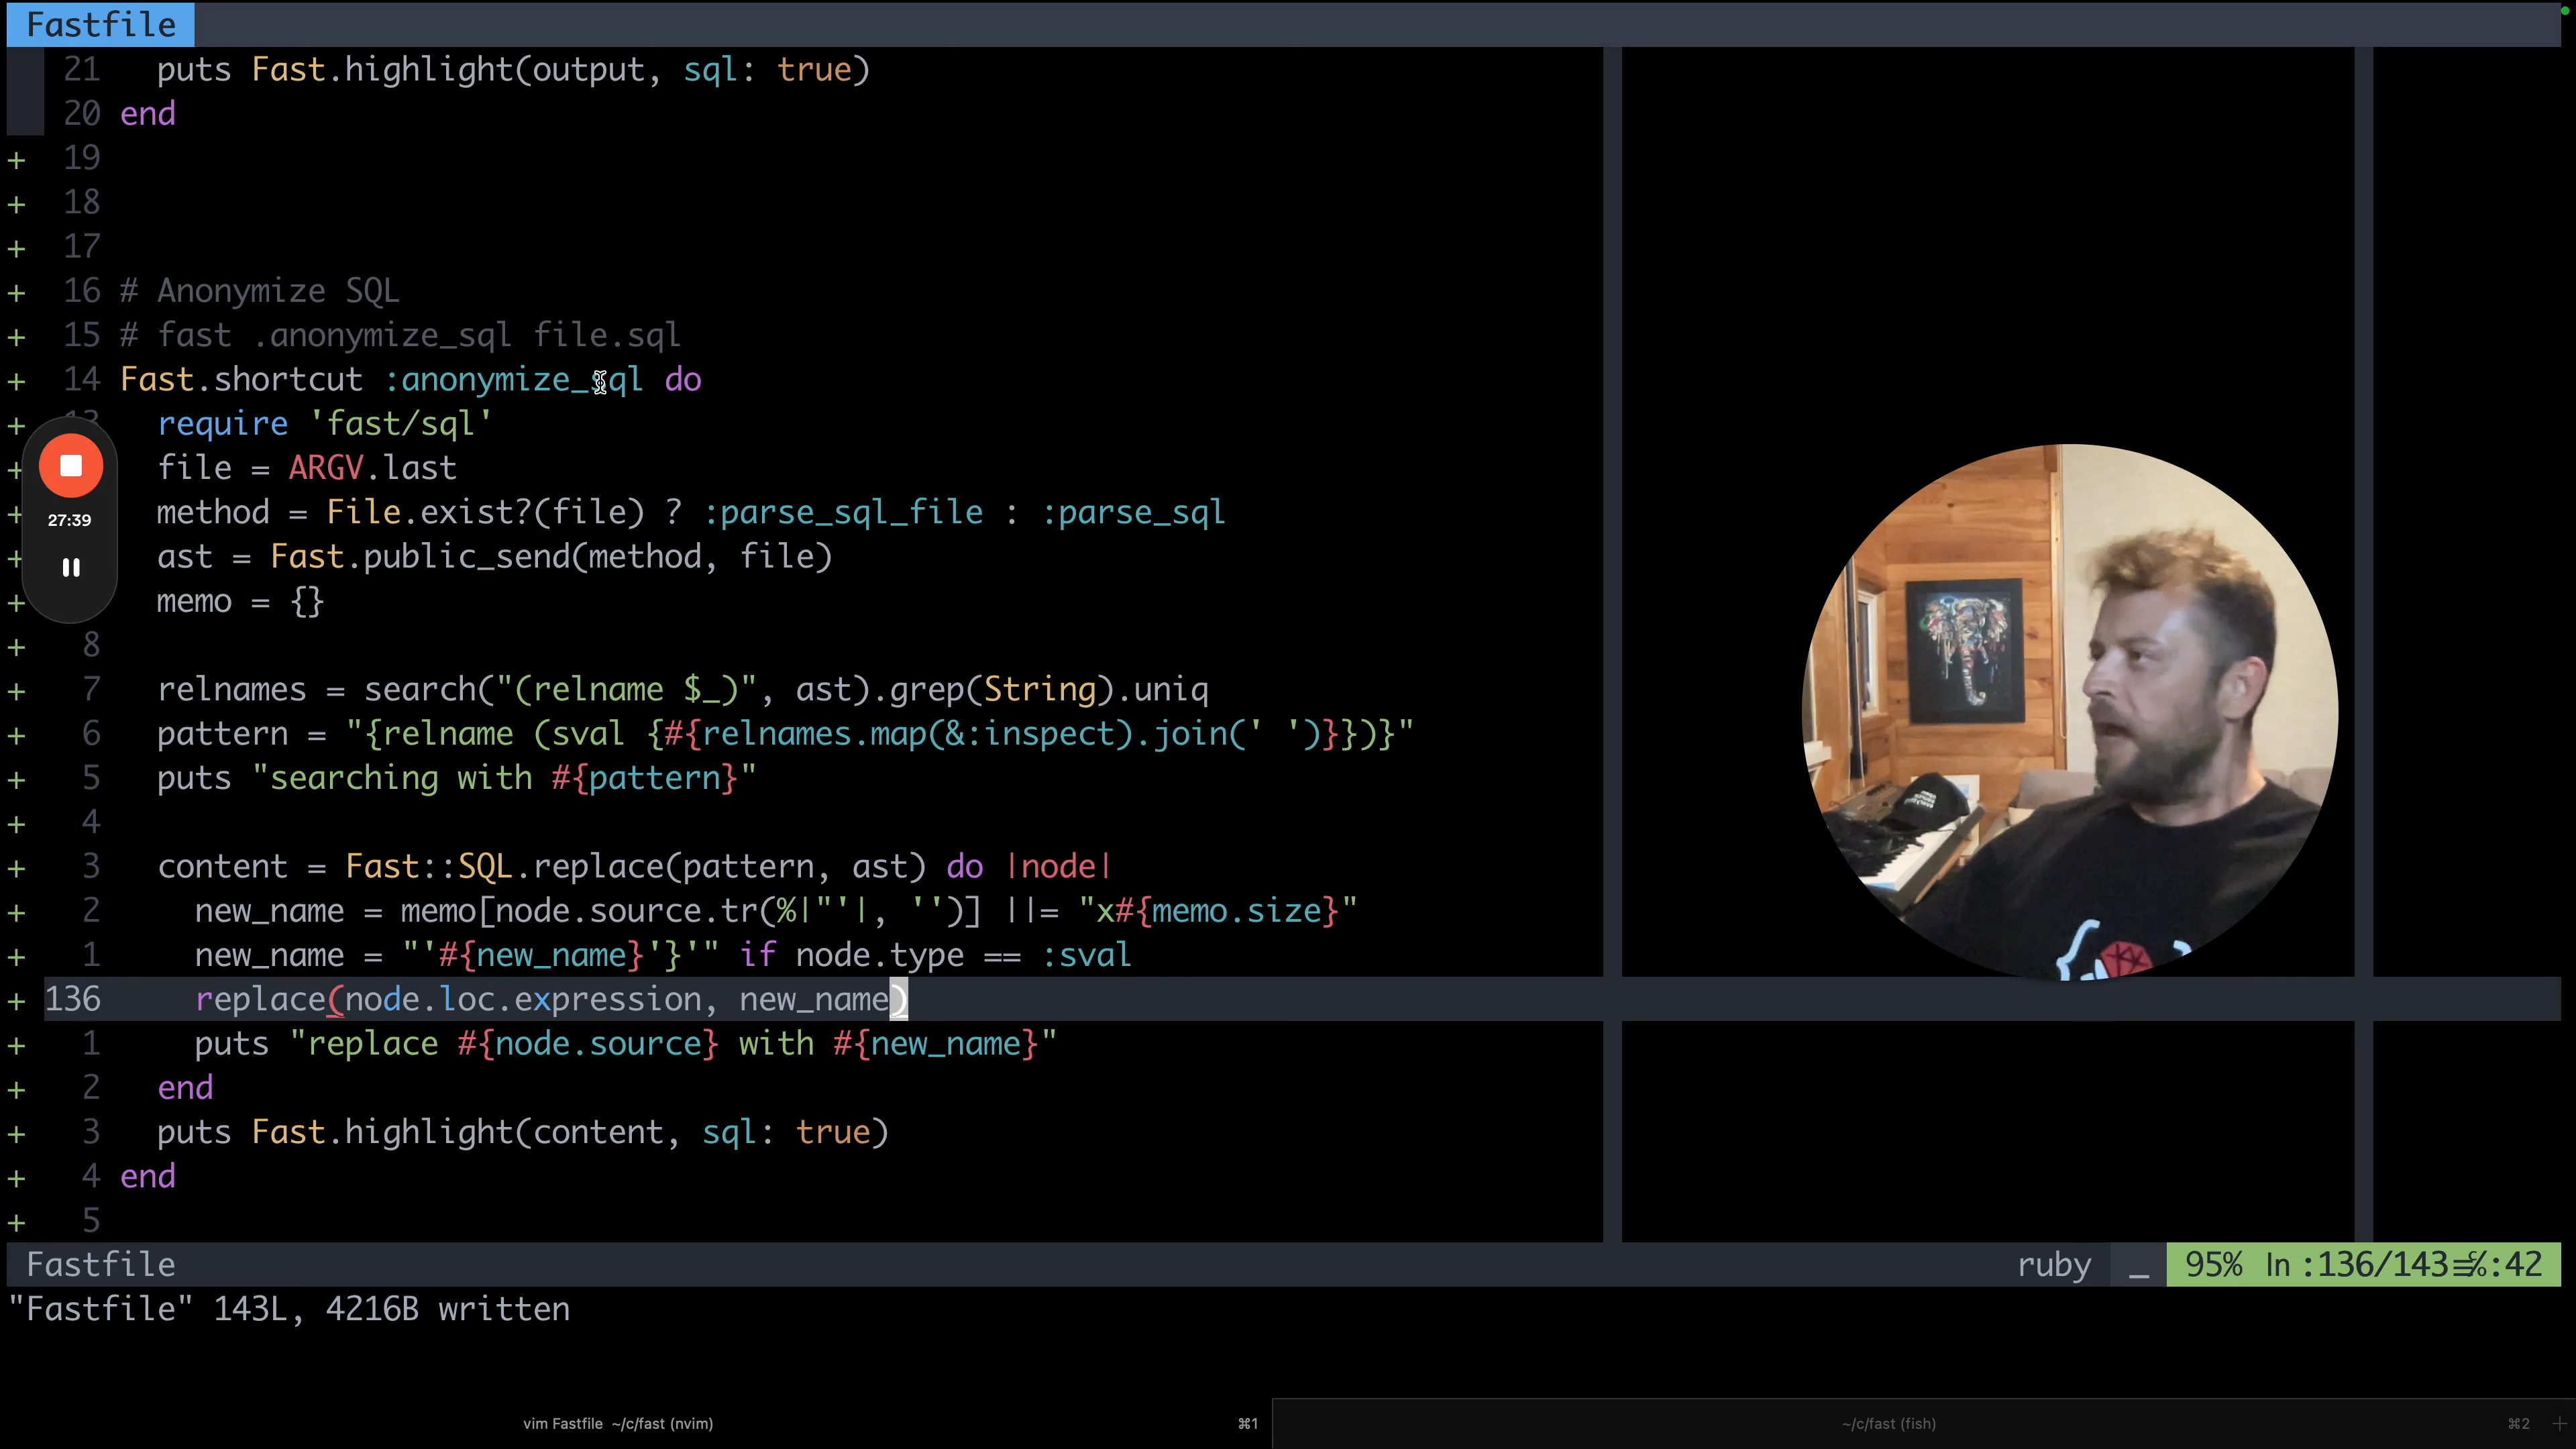 Fastfile
21 puts Fast.highlight(output, sql: true)
20 end
+ 19
+ 18
+ 17
+ 16 # Anonymize SQL
+ 15 # fast .anonymize_sql file.sql
+ 14 Fast.shortcut :anonymize_sql do
+ 13 require 'fast/sql'
+ file = ARGV.last
+ method = File.exist?(file) ? :parse_sql_file : :parse_sql
27:39
+ ast = Fast.public_send(method, file)
+ memo = {}
+ 8
+ 7 relnames = search("(relname $_)", ast).grep(String).uniq
+ 6 pattern = "{relname (sval {#{relnames.map(&:inspect).join(' ')}})}"
+ 5 puts "searching with #{pattern}"
+ 4
+ 3 content = Fast::SQL.replace(pattern, ast) do |node|
+ 2 new_name = memo[node.source.tr(%|"'|, '')] ||= "x#{memo.size}"
+ 1 new_name = "'#{new_name}'}'" if node.type == :sval
+ 136 replace(node.loc.expression, new_name)
+ 1 puts "replace #{node.source} with #{new_name}"
+ 2 end
+ 3 puts Fast.highlight(content, sql: true)
+ 4 end
+ 5
Fastfile ruby _ 95% ln :136/143 :42
"Fastfile" 143L, 4216B written
vim Fastfile ~/c/fast (nvim) ⌘1 ~/c/fast (fish) ⌘2 +